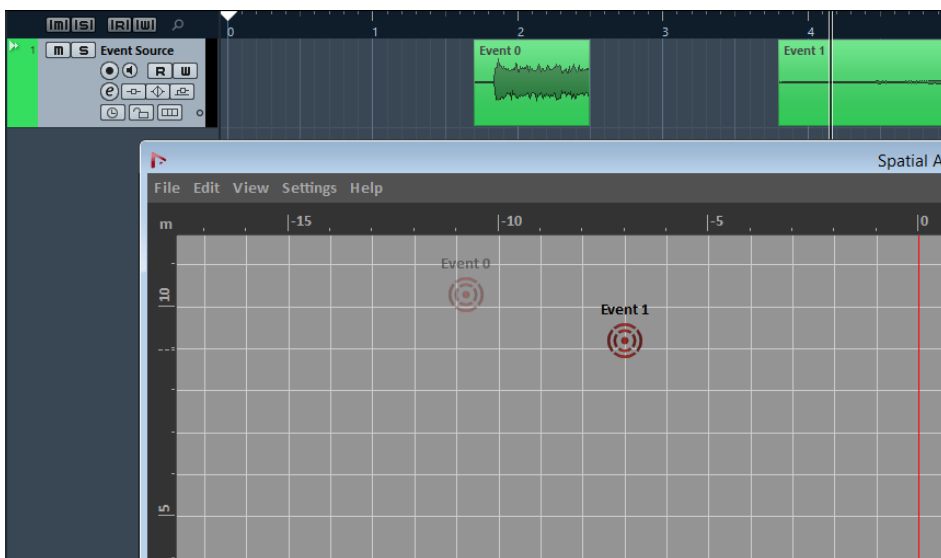 m S R W
0 1 2 3 4
1 m S Event Source
R W
e
Event 0
Event 1
Spatial A
File Edit View Settings Help
m -15 -10 -5 0
Event 0
10
Event 1
5